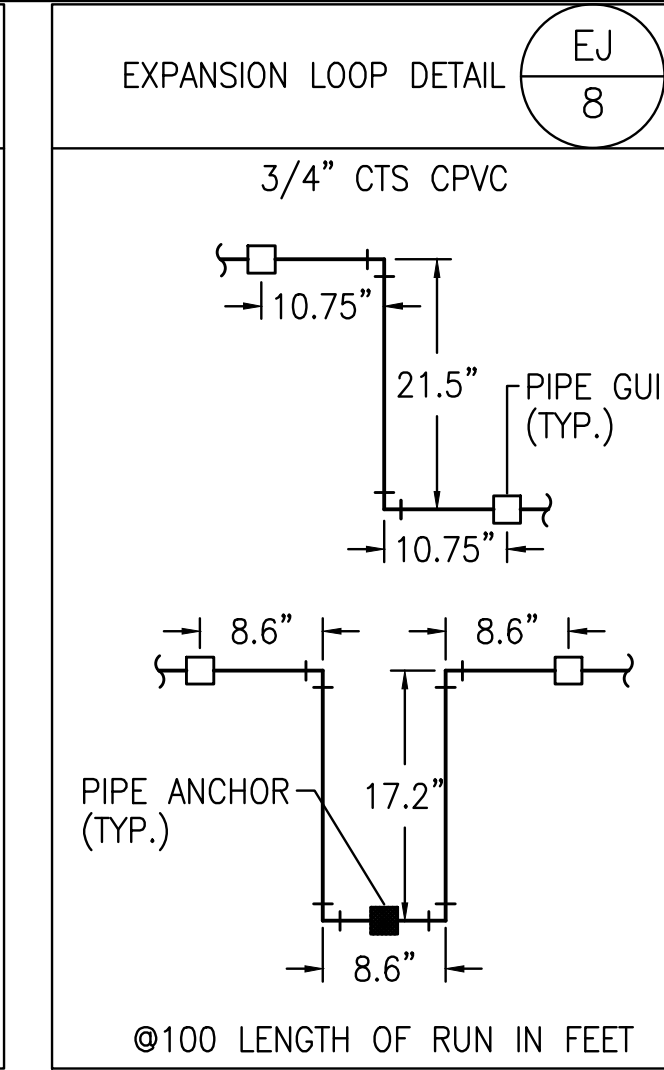 EXPANSION LOOP DETAIL
EJ
8
3/4” CTS CPVC
10.75”
21.5”
PIPE GUI
(TYP.)
10.75”
8.6”
8.6”
PIPE ANCHOR
(TYP.)
17.2”
8.6”
@100 LENGTH OF RUN IN FEET